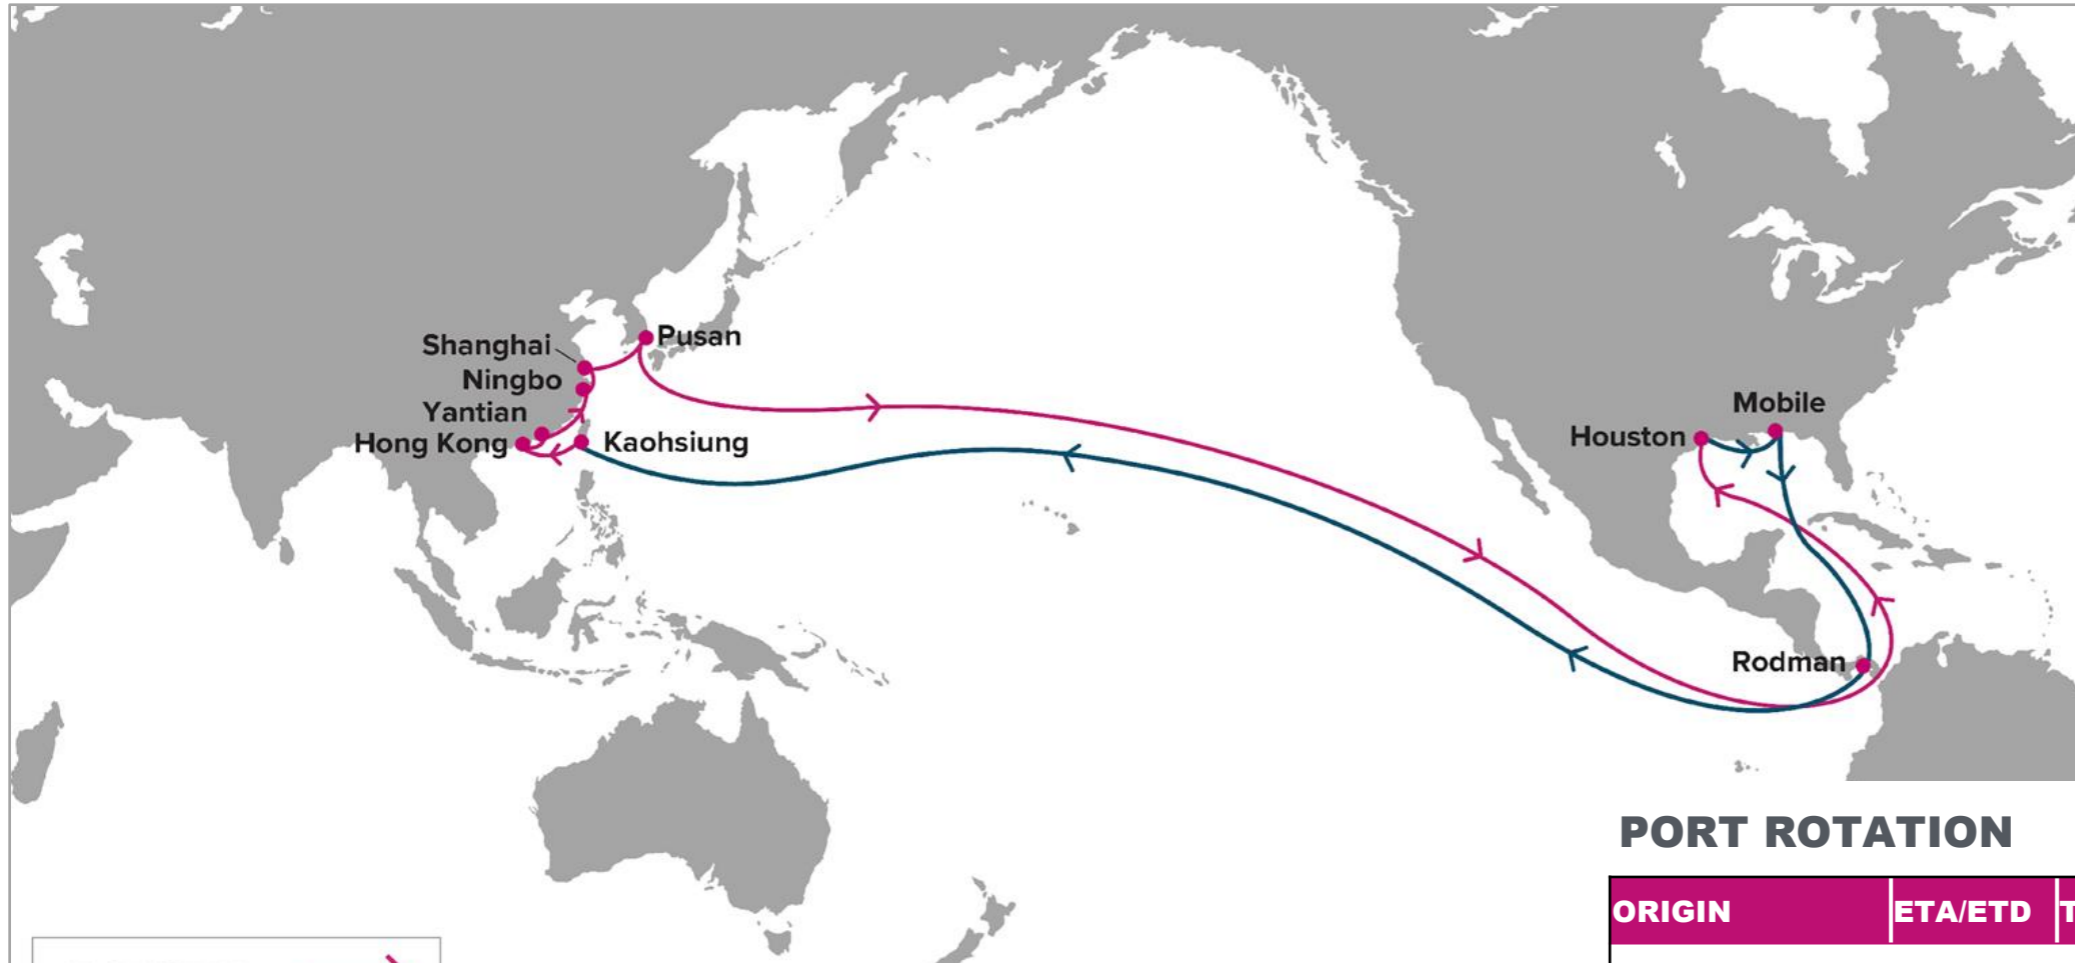 Shanghai
Pusan
Ningbo
Yantian
Hong Kong
Kaohsiung
Mobile
Houston
Rodman
PORT ROTATION
ORIGIN ETA/ETD T